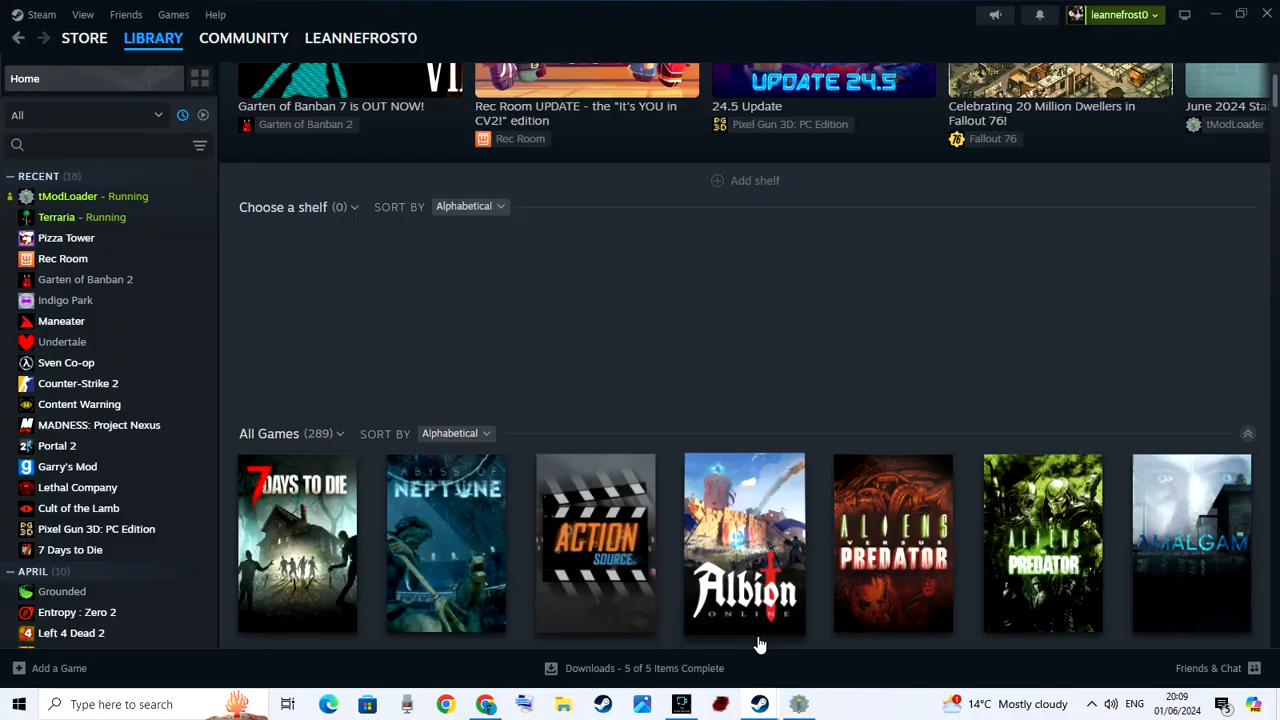 Steam View Friends Games Help
leannefrost0
STORE LIBRARY COMMUNITY LEANNEFROST0
Home
All
RECENT (18)
tModLoader - Running
Terraria - Running
Pizza Tower
Rec Room
Garten of Banban 2
Indigo Park
Maneater
Undertale
Sven Co-op
Counter-Strike 2
Content Warning
MADNESS: Project Nexus
Portal 2
Garry's Mod
Lethal Company
Cult of the Lamb
Pixel Gun 3D: PC Edition
7 Days to Die
APRIL (10)
Grounded
Entropy : Zero 2
Left 4 Dead 2
VII
UPDATE 24.5
Garten of Banban 7 is OUT NOW!
Garten of Banban 2
Rec Room UPDATE - the "It's YOU in
CV2!" edition
Rec Room
24.5 Update
Pixel Gun 3D: PC Edition
Celebrating 20 Million Dwellers in
Fallout 76!
Fallout 76
June 2024 Sta
tModLoader
Add shelf
Choose a shelf (0) SORT BY Alphabetical
All Games (289) SORT BY Alphabetical
7 DAYS TO DIE
ABYSS OF
NEPTUNE
ACTION
SOURCE
Albion
ONLINE
ALIENS
VERSUS
PREDATOR
ALIENS
VS
PREDATOR
AMALGAM
Add a Game
Downloads - 5 of 5 Items Complete
Friends & Chat
Type here to search
14°C Mostly cloudy
ENG
20:09
01/06/2024
5